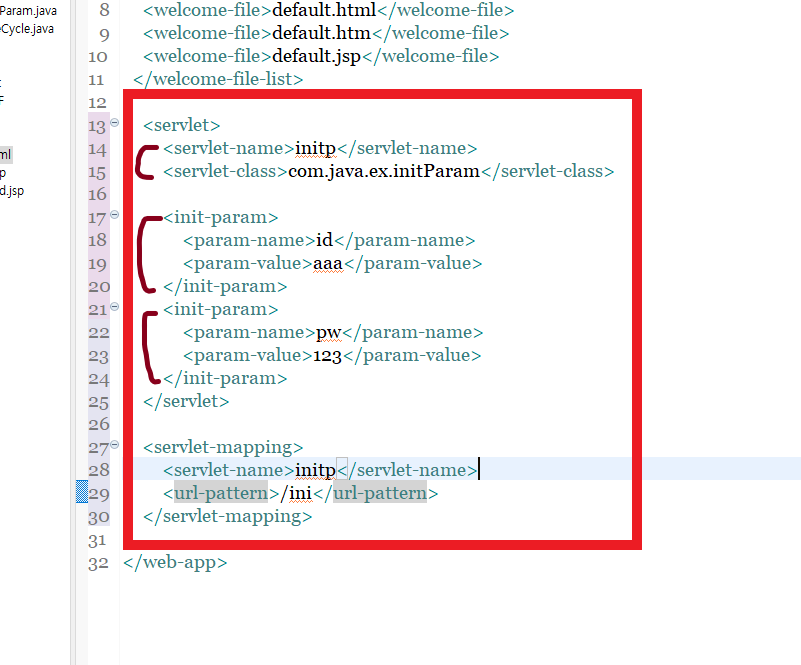 Param.java
Cycle.java
ml
p
d.jsp
8 <welcome-file>default.html</welcome-file>
9 <welcome-file>default.htm</welcome-file>
10 <welcome-file>default.jsp</welcome-file>
11 </welcome-file-list>
12
13 <servlet>
14 <servlet-name>initp</servlet-name>
15 <servlet-class>com.java.ex.initParam</servlet-class>
16
17 <init-param>
18 <param-name>id</param-name>
19 <param-value>aaa</param-value>
20 </init-param>
21 <init-param>
22 <param-name>pw</param-name>
23 <param-value>123</param-value>
24 </init-param>
25 </servlet>
26
27 <servlet-mapping>
28 <servlet-name>initp</servlet-name>
29 <url-pattern>/ini</url-pattern>
30 </servlet-mapping>
31
32 </web-app>